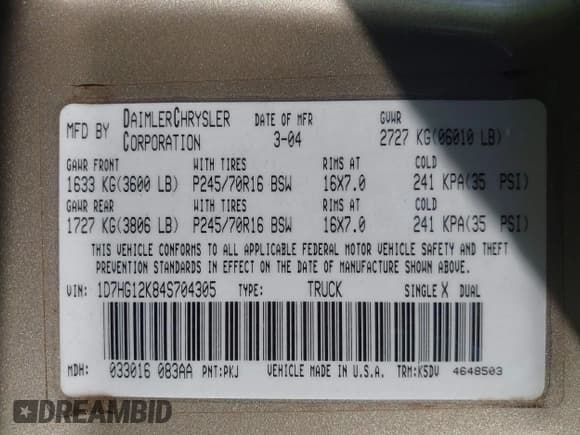 MFD BY DAIMLERCHRYSLER CORPORATION DATE OF MFR 3-04 GVWR 2727 KG(06010 LB)
GAWR FRONT WITH TIRES RIMS AT COLD
1633 KG(3600 LB) P245/70R16 BSW 16X7.0 241 KPA(35 PSI)
GAWR REAR WITH TIRES RIMS AT COLD
1727 KG(3806 LB) P245/70R16 BSW 16X7.0 241 KPA(35 PSI)
THIS VEHICLE CONFORMS TO ALL APPLICABLE FEDERAL MOTOR VEHICLE SAFETY AND THEFT
PREVENTION STANDARDS IN EFFECT ON THE DATE OF MANUFACTURE SHOWN ABOVE.
VIN: 1D7HG12K84S704305 TYPE: TRUCK SINGLE X DUAL
MDH: 033016 083AA PNT:PKJ VEHICLE MADE IN U.S.A. TRM:K5DV 4648503
DREAMBID